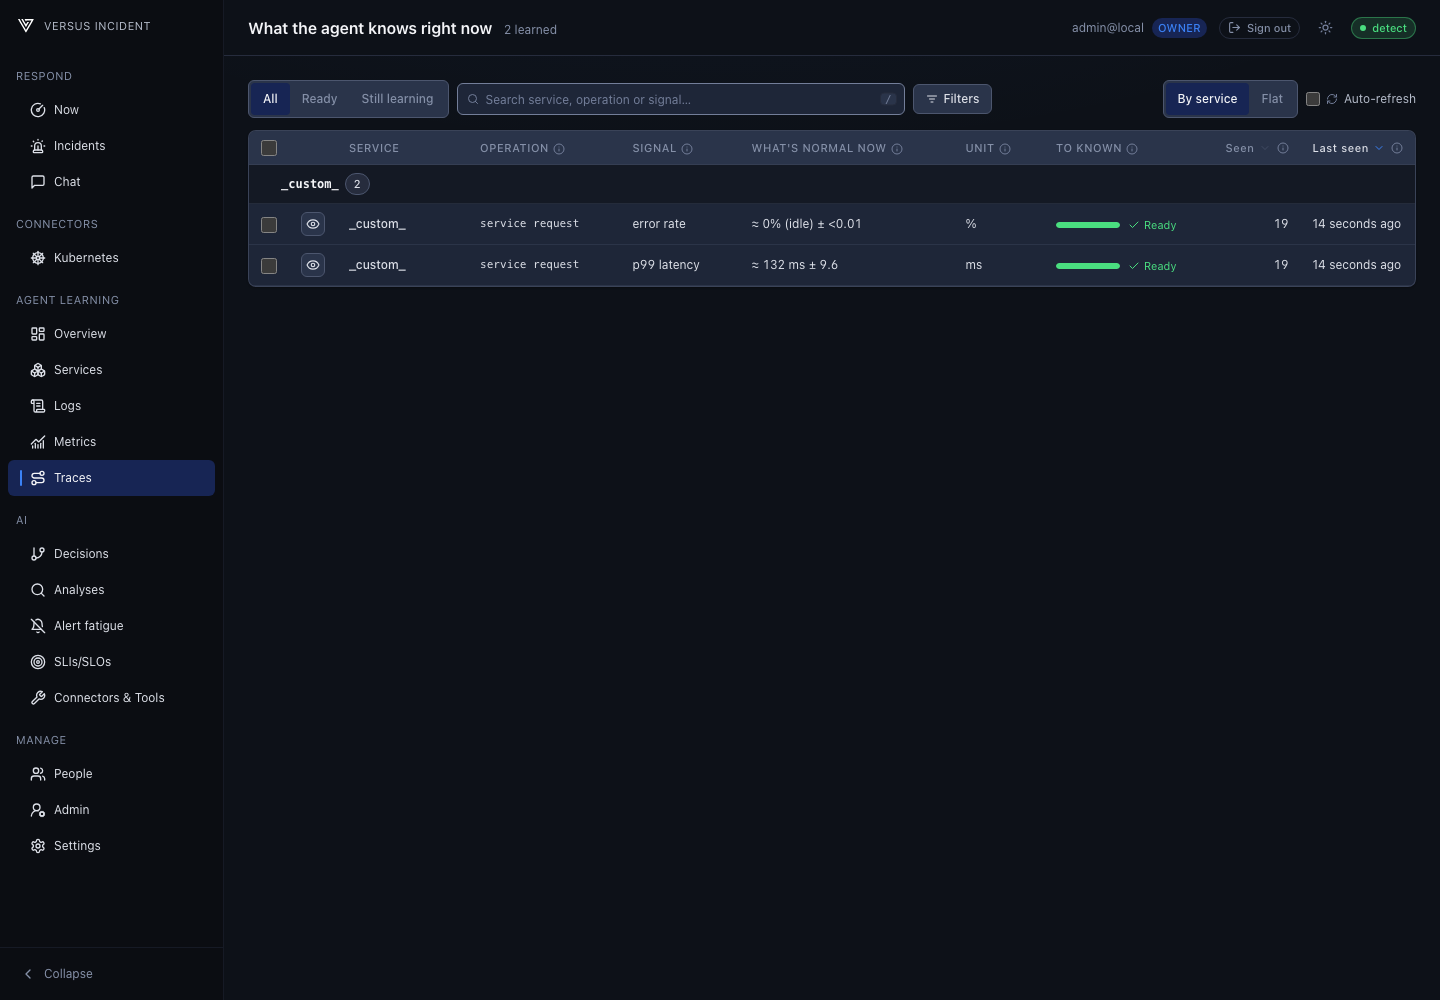 VERSUS INCIDENT
RESPOND
Now
Incidents
Chat
CONNECTORS
Kubernetes
AGENT LEARNING
Overview
Services
Logs
Metrics
Traces
AI
Decisions
Analyses
Alert fatigue
SLIs/SLOs
Connectors & Tools
MANAGE
People
Admin
Settings
Collapse
What the agent knows right now 2 learned
admin@local OWNER Sign out detect
All Ready Still learning Search service, operation or signal... / Filters By service Flat Auto-refresh
SERVICE OPERATION SIGNAL WHAT'S NORMAL NOW UNIT TO KNOWN Seen Last seen
_custom_ 2
_custom_ service request error rate ≈ 0% (idle) ± <0.01 % Ready 19 14 seconds ago
_custom_ service request p99 latency ≈ 132 ms ± 9.6 ms Ready 19 14 seconds ago